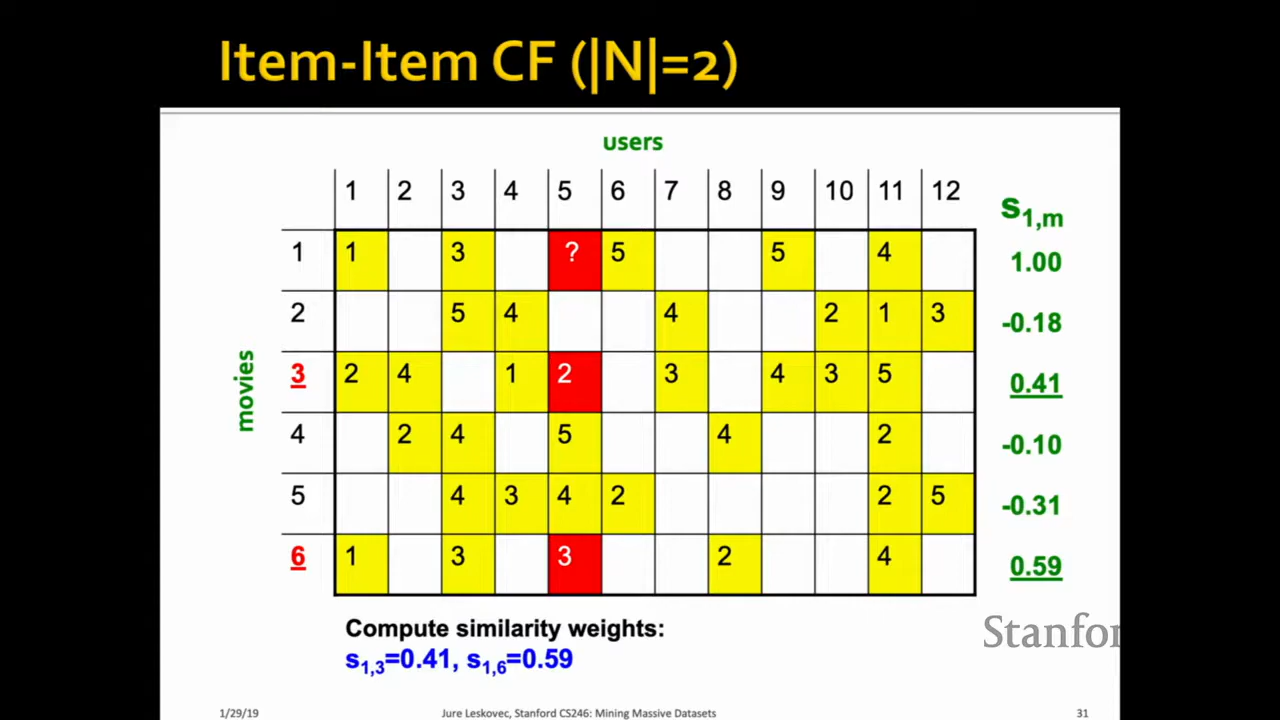 Item-Item CF (|N|=2)
users
1 2 3 4 5 6 7 8 9 10 11 12 s1,m
1 1 3 ? 5 5 4 1.00
2 5 4 4 2 1 3 -0.18
3 2 4 1 2 3 4 3 5 0.41
movies
4 2 4 5 4 2 -0.10
5 4 3 4 2 2 5 -0.31
6 1 3 3 2 4 0.59
Compute similarity weights:
s1,3=0.41, s1,6=0.59
1/29/19 Jure Leskovec, Stanford CS246: Mining Massive Datasets 31